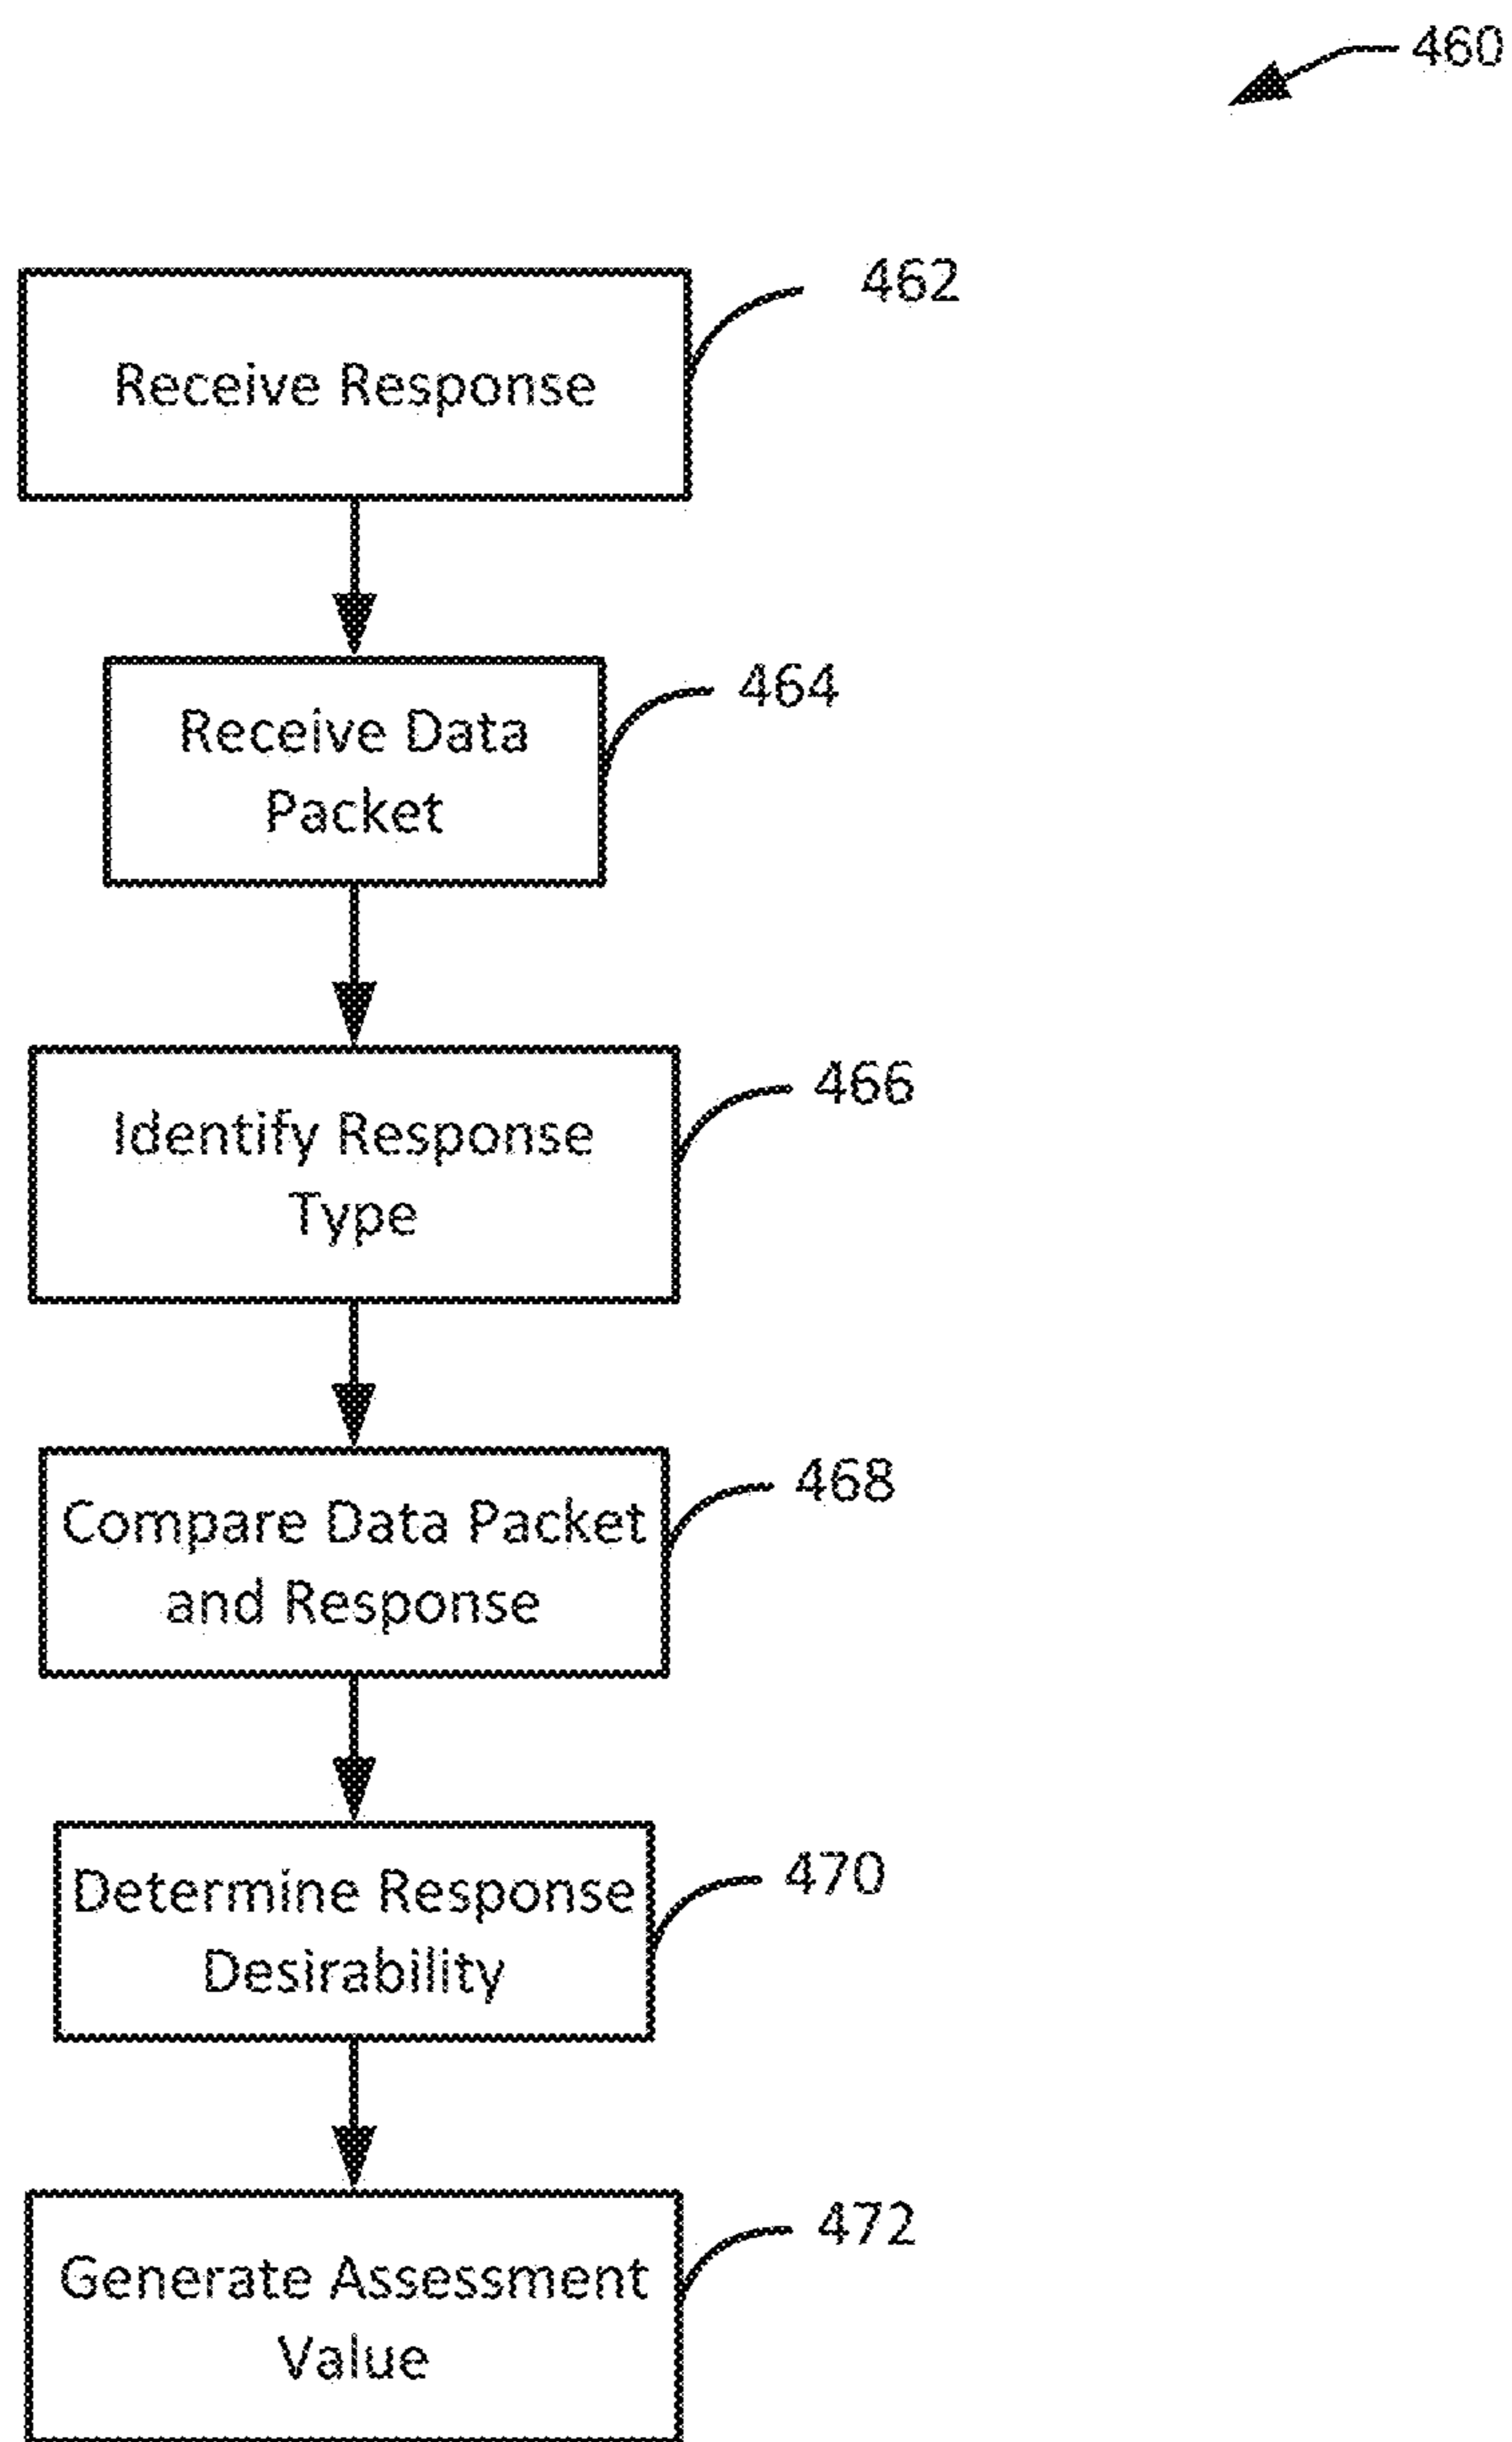 460
462
Receive Response
464
Receive Data
Packet
466
Identify Response
Type
468
Compare Data Packet
and Response
470
Determine Response
Desirability
472
Generate Assessment
Value